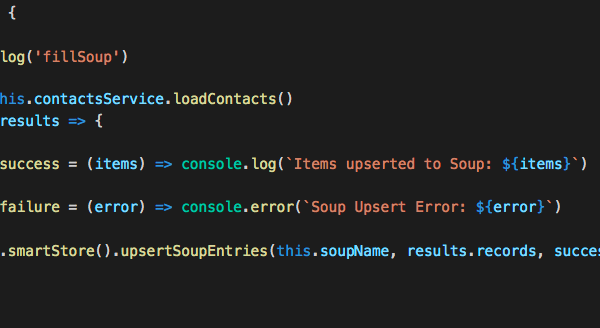 {
log('fillSoup')
his.contactsService.loadContacts()
results => {
success = (items) => console.log(`Items upserted to Soup: ${items}`)
failure = (error) => console.error(`Soup Upsert Error: ${error}`)
.smartStore().upsertSoupEntries(this.soupName, results.records, succes